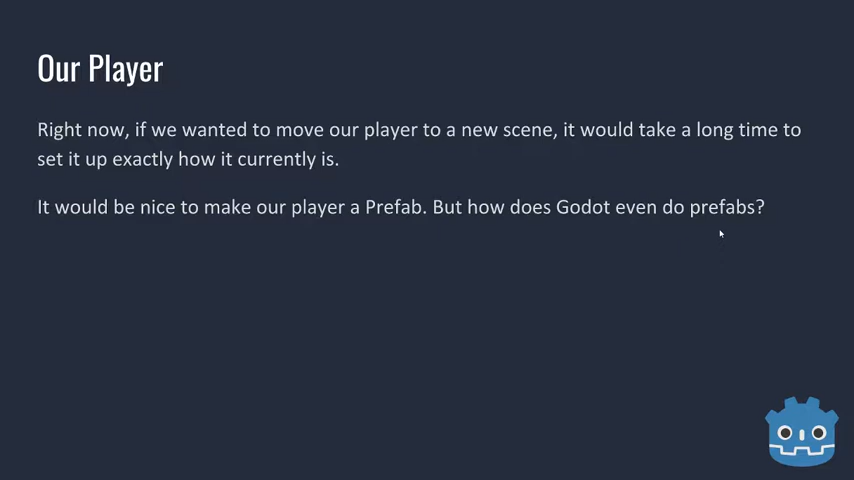 Our Player
Right now, if we wanted to move our player to a new scene, it would take a long time to
set it up exactly how it currently is.
It would be nice to make our player a Prefab. But how does Godot even do prefabs?